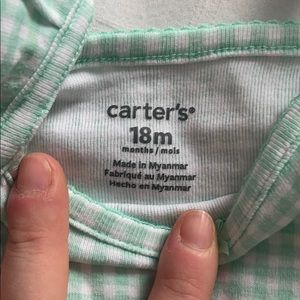 carter's®
18m
months / mois
Made in Myanmar
Fabriqué au Myanmar
Hecho en Myanmar